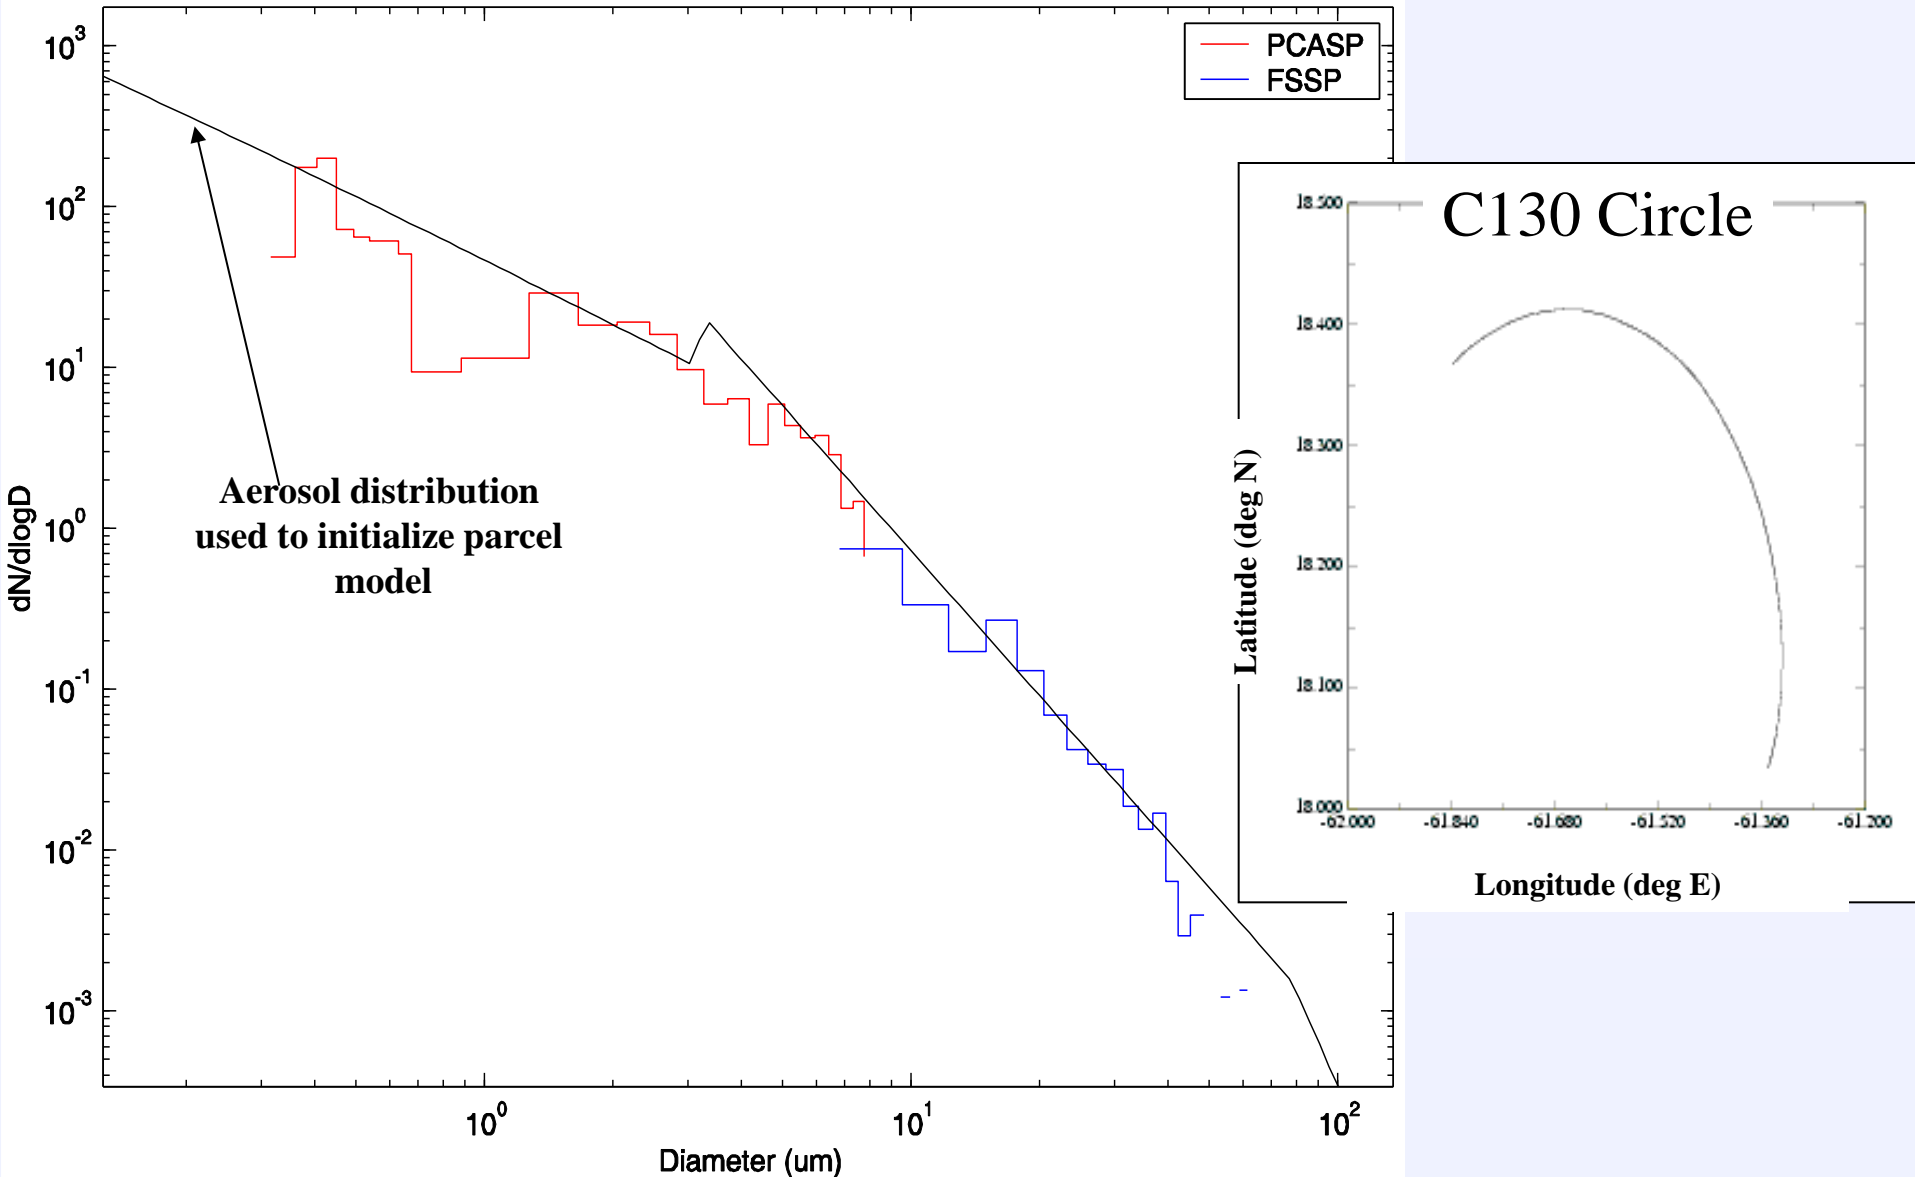 10^3
10^2
10^1
10^0
10^-1
10^-2
10^-3
dN/dlogD
10^0
10^1
10^2
Diameter (um)
PCASP
FSSP
Aerosol distribution
used to initialize parcel
model
C130 Circle
18.500
18.400
18.300
18.200
18.100
18.000
Latitude (deg N)
-62.000
-61.840
-61.680
-61.520
-61.360
-61.200
Longitude (deg E)